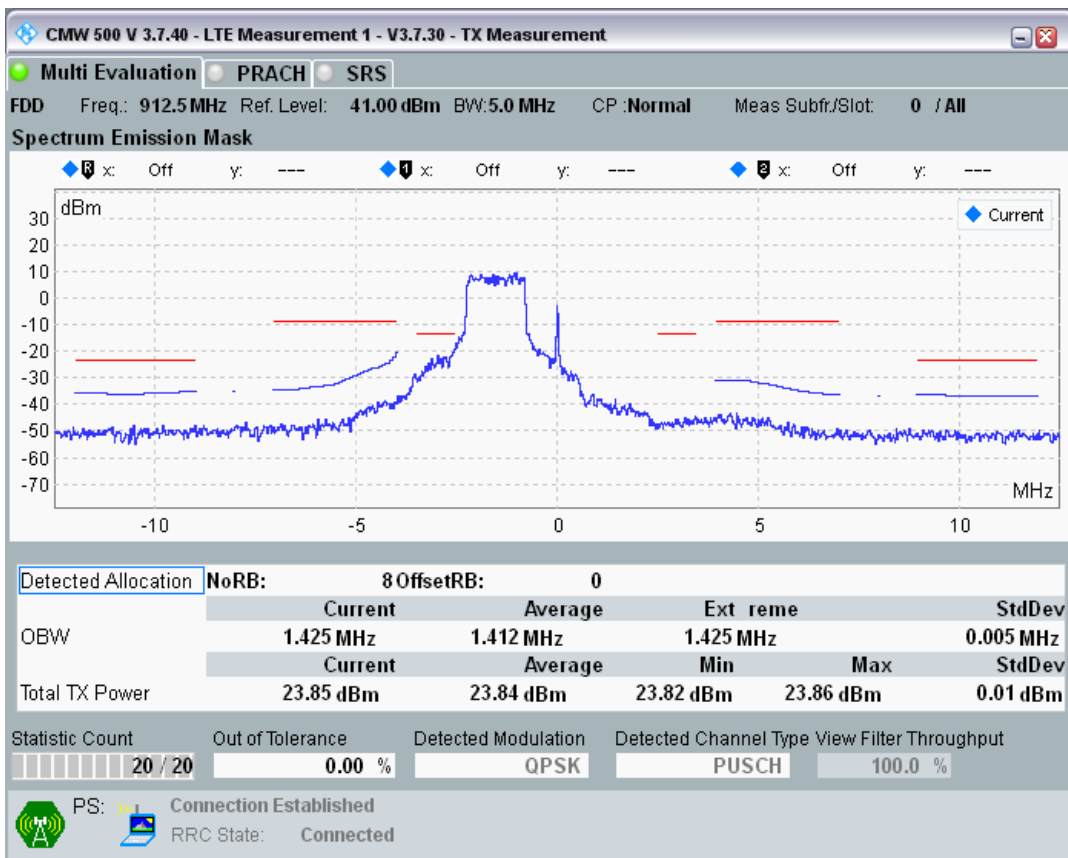 CMW 500 V 3.7.40 - LTE Measurement 1 - V3.7.30 - TX Measurement
Multi Evaluation PRACH SRS
FDD Freq.: 912.5 MHz Ref. Level: 41.00 dBm BW: 5.0 MHz CP : Normal Meas Subfr./Slot: 0 / All
Spectrum Emission Mask
R x: Off y: --- 1 x: Off y: --- 2 x: Off y: ---
dBm
Current
30
20
10
0
-10
-20
-30
-40
-50
-60
-70
MHz
-10 -5 0 5 10
Detected Allocation NoRB: 8 OffsetRB: 0
Current Average Ext reme StdDev
OBW 1.425 MHz 1.412 MHz 1.425 MHz 0.005 MHz
Current Average Min Max StdDev
Total TX Power 23.85 dBm 23.84 dBm 23.82 dBm 23.86 dBm 0.01 dBm
Statistic Count Out of Tolerance Detected Modulation Detected Channel Type View Filter Throughput
20 / 20 0.00 % QPSK PUSCH 100.0 %
PS: Connection Established
RRC State: Connected